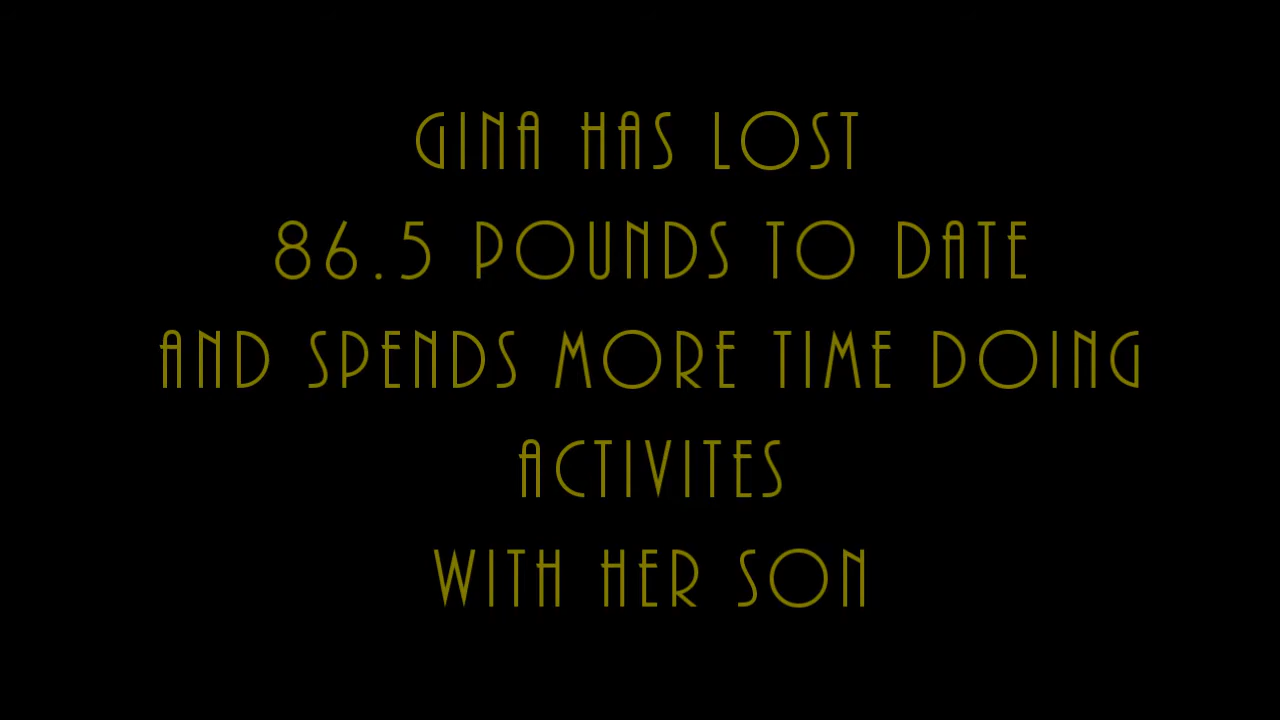 GINA HAS LOST
86.5 POUNDS TO DATE
AND SPENDS MORE TIME DOING
ACTIVITES
WITH HER SON